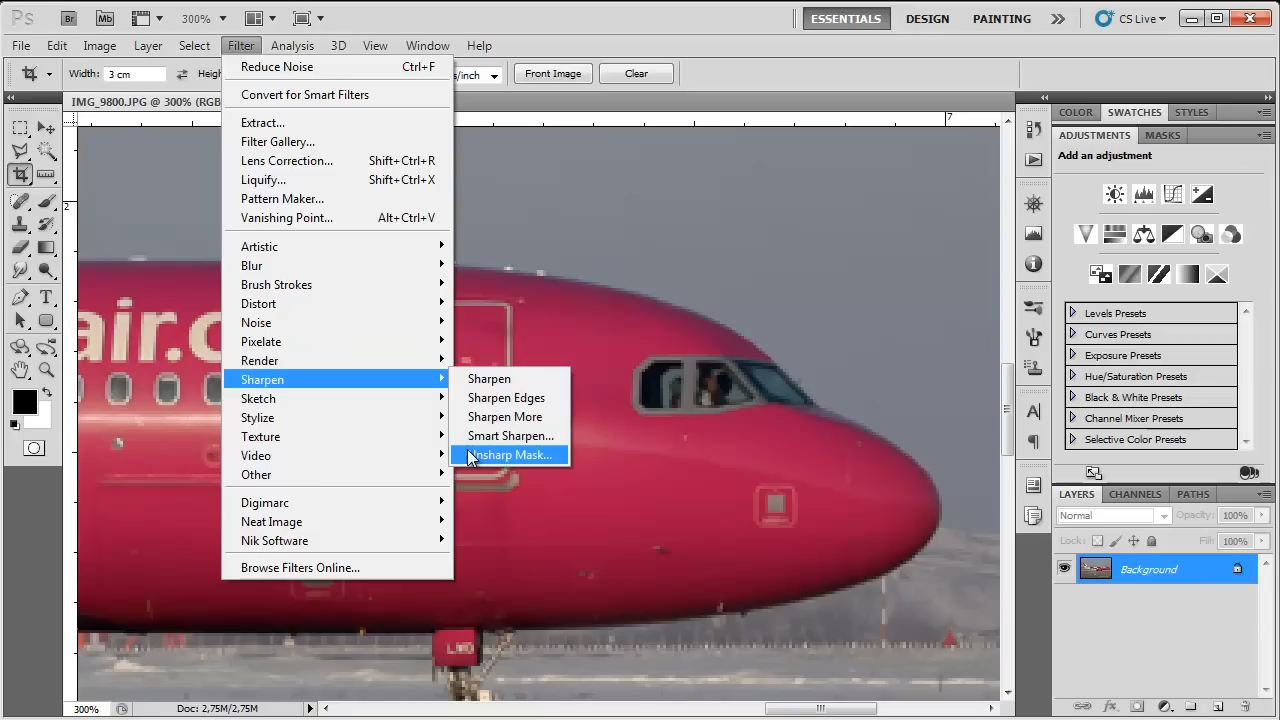 Ps Br Mb 300% ESSENTIALS DESIGN PAINTING CS Live
File Edit Image Layer Select Filter Analysis 3D View Window Help
Width: 3 cm s/inch Front Image Clear
IMG_9800.JPG @ 300% (RGB
Reduce Noise Ctrl+F
Convert for Smart Filters
Extract...
Filter Gallery...
Lens Correction... Shift+Ctrl+R
Liquify... Shift+Ctrl+X
Pattern Maker...
Vanishing Point... Alt+Ctrl+V
Artistic
Blur
Brush Strokes
Distort
Noise
Pixelate
Render
Sharpen
Sketch
Stylize
Texture
Video
Other
Digimarc
Neat Image
Nik Software
Browse Filters Online...
Sharpen
Sharpen Edges
Sharpen More
Smart Sharpen...
Unsharp Mask...
2
7
air.c
COLOR SWATCHES STYLES
ADJUSTMENTS MASKS
Add an adjustment
Levels Presets
Curves Presets
Exposure Presets
Hue/Saturation Presets
Black & White Presets
Channel Mixer Presets
Selective Color Presets
LAYERS CHANNELS PATHS
Normal Opacity: 100%
Lock: Fill: 100%
Background
300% Doc: 2,75M/2,75M